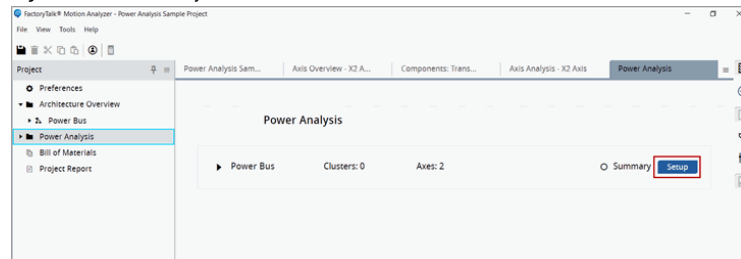 FactoryTalk® Motion Analyzer - Power Analysis Sample Project
File View Tools Help
Project
Power Analysis Sam...
Axis Overview - X2 A...
Components: Trans...
Axis Analysis - X2 Axis
Power Analysis
Preferences
Architecture Overview
Power Bus
Power Analysis
Bill of Materials
Project Report
Power Analysis
Power Bus Clusters: 0 Axes: 2 Summary Setup